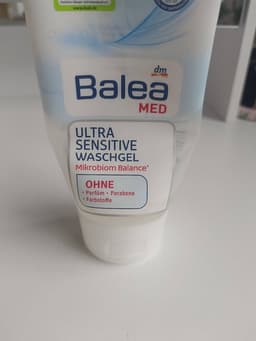 dm
Balea
MED
ULTRA
SENSITIVE
WASCHGEL
Mikrobiom Balance*
OHNE
• Parfüm • Parabene
• Farbstoffe